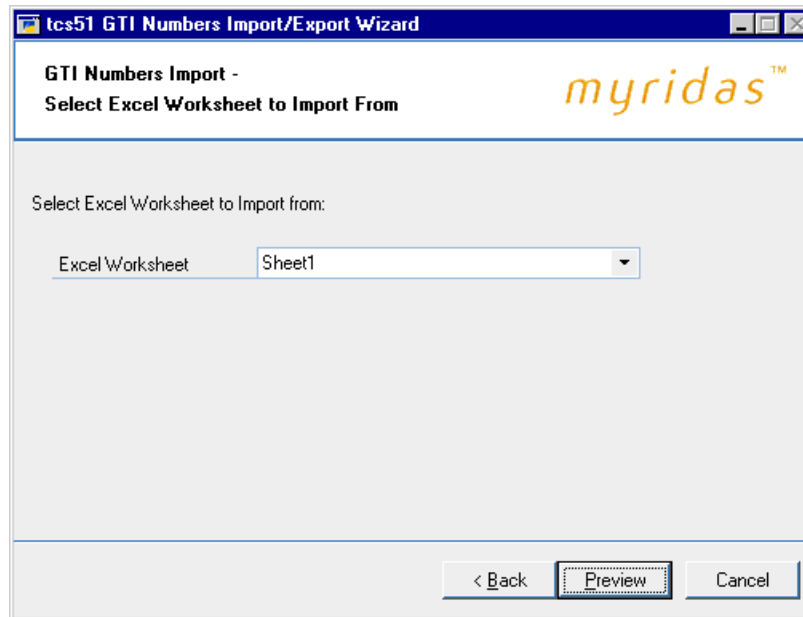 tcs51 GTI Numbers Import/Export Wizard
GTI Numbers Import -
Select Excel Worksheet to Import From
myridas™
Select Excel Worksheet to Import from:
Excel Worksheet Sheet1
< Back Preview Cancel